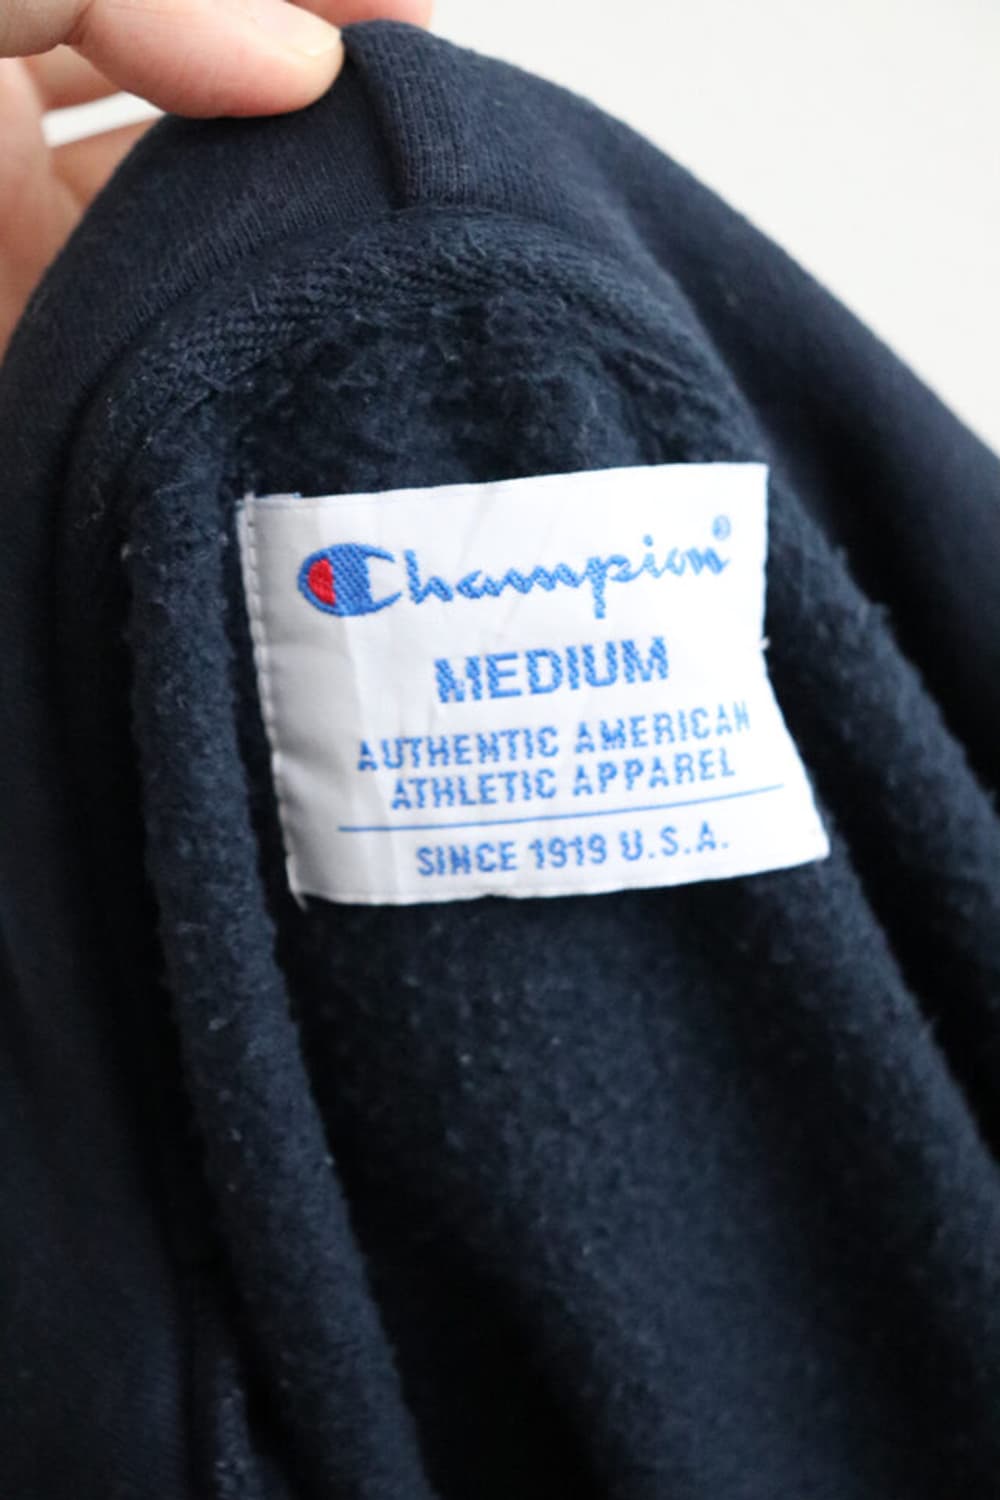 Champion®
MEDIUM
AUTHENTIC AMERICAN
ATHLETIC APPAREL
SINCE 1919 U.S.A.